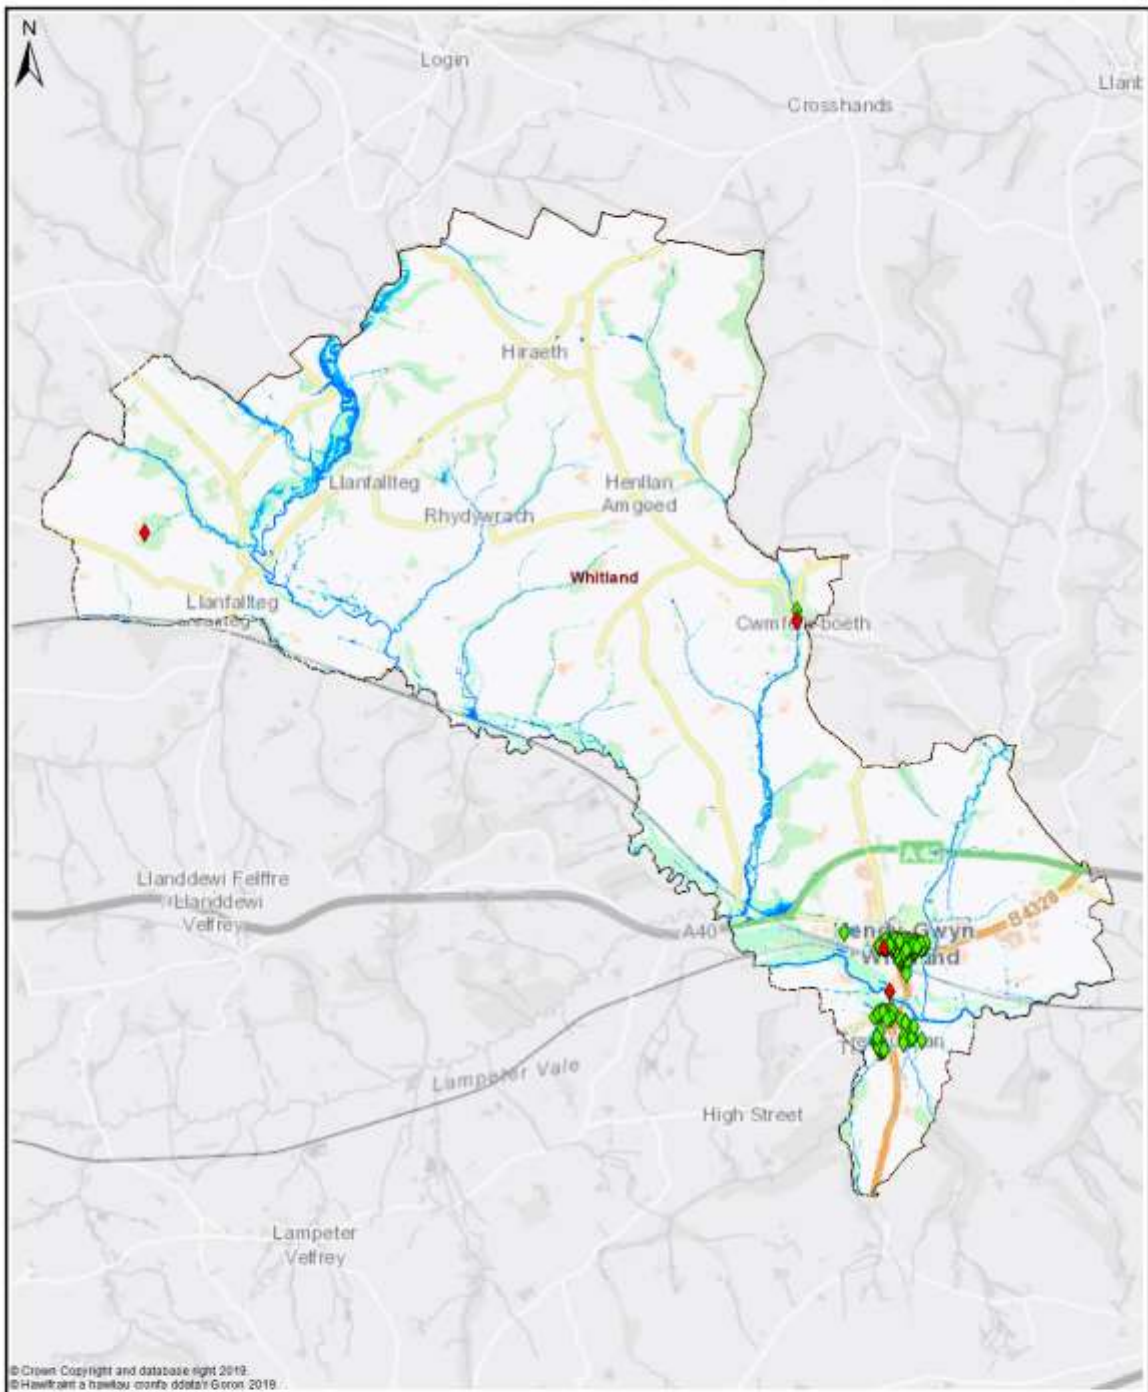 N
Login
Crosshands
Hiraeth
Llanfallteg
Henllan
Amgoed
Rhydywrach
Whitland
Llanfallteg
Llanddewi Felffre
Llanddewi
Velfrey
A40
B4328
Whitland
Lampeter Vale
High Street
Lampeter
Velfrey
© Crown Copyright and database right 2019.
© Hawlfraint a hawliau cronfa ddata'r Goron 2019.